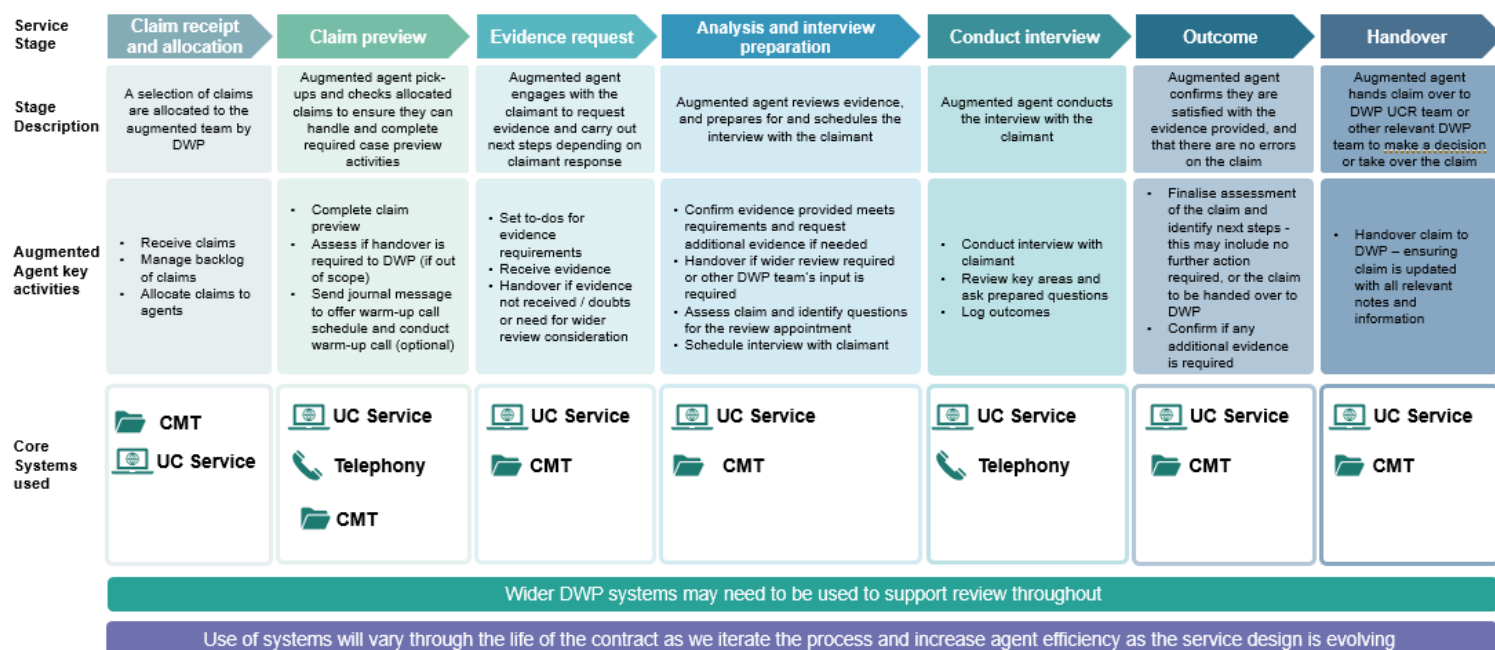 Service
Stage
Claim receipt
and allocation
Claim preview
Evidence request
Analysis and interview
preparation
Conduct interview
Outcome
Handover
Stage
Description
A selection of claims
are allocated to the
augmented team by
DWP
Augmented agent pick-
ups and checks allocated
claims to ensure they can
handle and complete
required case preview
activities
Augmented agent
engages with the
claimant to request
evidence and carry out
next steps depending on
claimant response
Augmented agent reviews evidence,
and prepares for and schedules the
interview with the claimant
Augmented agent conducts
the interview with the
claimant
Augmented agent
confirms they are
satisfied with the
evidence provided, and
that there are no errors
on the claim
Augmented agent
hands claim over to
DWP UCR team or
other relevant DWP
team to make a decision
or take over the claim
Augmented
Agent key
activities
• Receive claims
• Manage backlog
of claims
• Allocate claims to
agents
• Complete claim
preview
• Assess if handover is
required to DWP (if out
of scope)
• Send journal message
to offer warm-up call
schedule and conduct
warm-up call (optional)
• Set to-dos for
evidence
requirements
• Receive evidence
• Handover if evidence
not received / doubts
or need for wider
review consideration
• Confirm evidence provided meets
requirements and request
additional evidence if needed
• Handover if wider review required
or other DWP team's input is
required
• Assess claim and identify questions
for the review appointment
• Schedule interview with claimant
• Conduct interview with
claimant
• Review key areas and
ask prepared questions
• Log outcomes
• Finalise assessment
of the claim and
identify next steps -
this may include no
further action
required, or the claim
to be handed over to
DWP
• Confirm if any
additional evidence
is required
• Handover claim to
DWP – ensuring
claim is updated
with all relevant
notes and
information
Core
Systems
used
CMT
UC Service
UC Service
Telephony
CMT
UC Service
CMT
UC Service
CMT
UC Service
Telephony
UC Service
CMT
UC Service
CMT
Wider DWP systems may need to be used to support review throughout
Use of systems will vary through the life of the contract as we iterate the process and increase agent efficiency as the service design is evolving